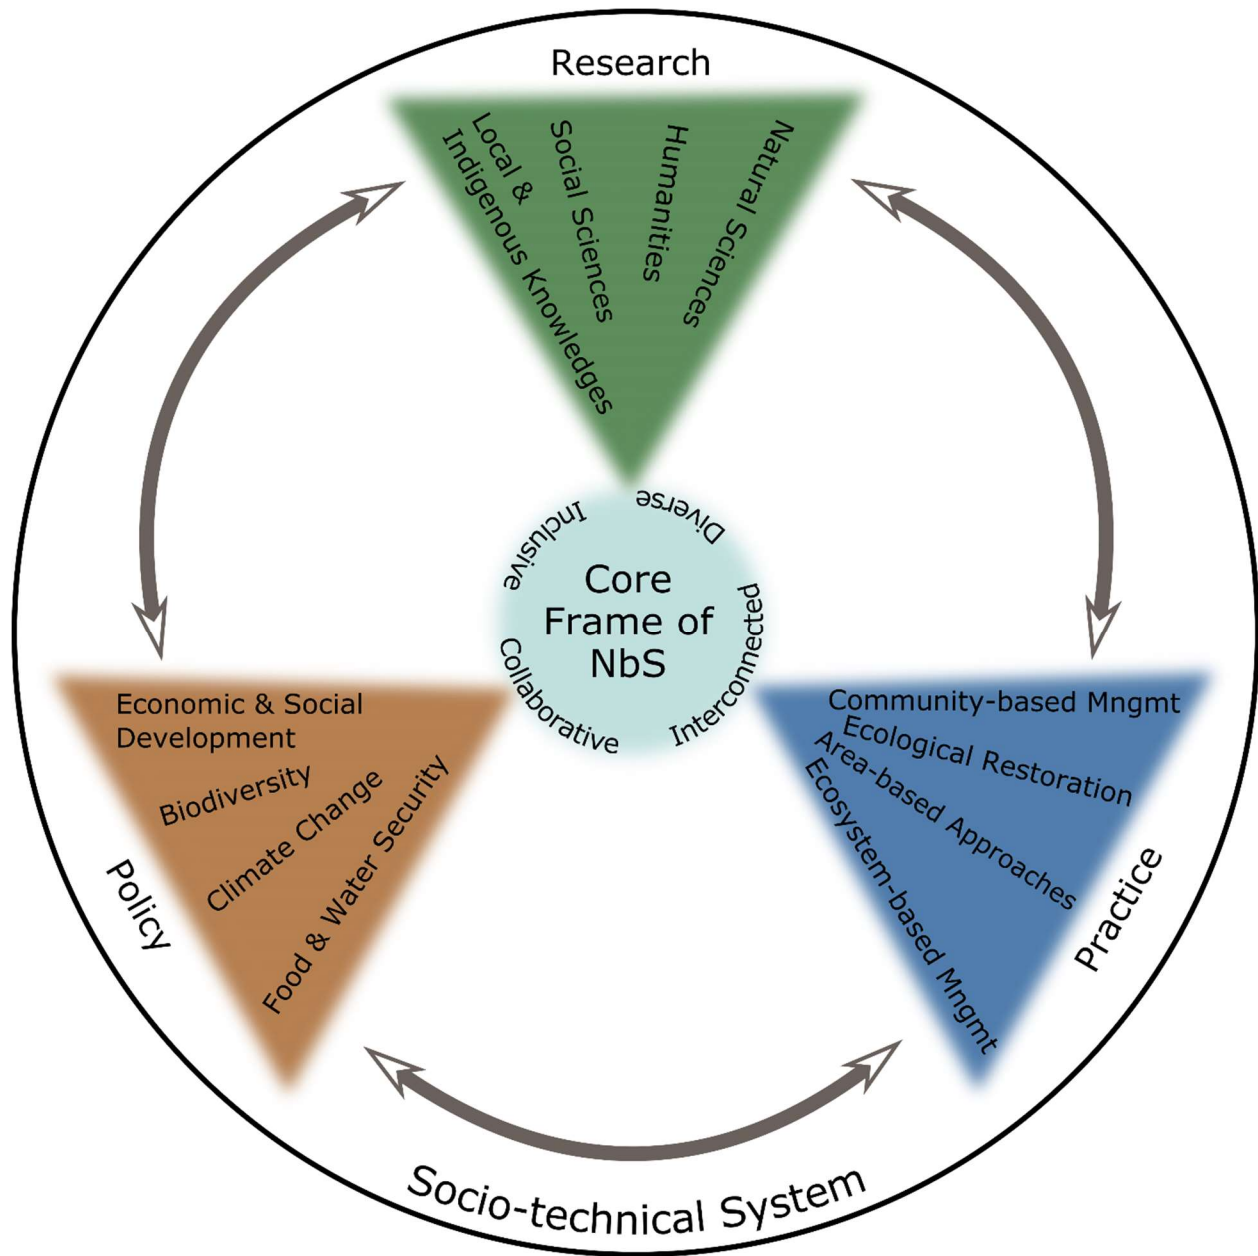 Research
Local &
Indigenous Knowledges
Social Sciences
Humanities
Natural Sciences
Inclusive
Diverse
Interconnected
Collaborative
Core
Frame of
NbS
Economic & Social
Development
Biodiversity
Climate Change
Food & Water Security
Policy
Community-based Mngmt
Ecological Restoration
Area-based Approaches
Ecosystem-based Mngmt
Practice
Socio-technical System